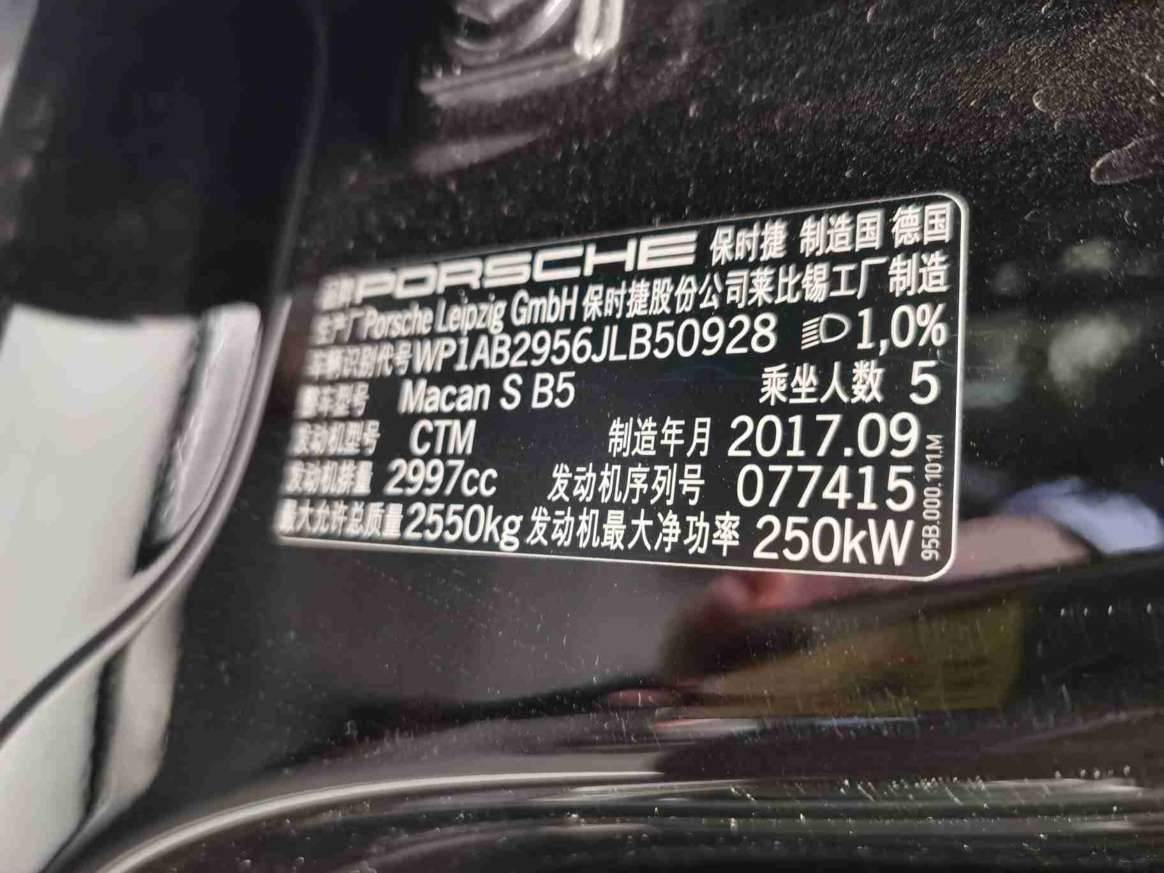 品牌 PORSCHE 保时捷 制造国 德国
生产厂 Porsche Leipzig GmbH 保时捷股份公司莱比锡工厂制造
车辆识别代号 WP1AB2956JLB50928 1,0%
整车型号 Macan S B5 乘坐人数 5
发动机型号 CTM 制造年月 2017.09
发动机排量 2997cc 发动机序列号 077415
最大允许总质量 2550kg 发动机最大净功率 250kW
95B.000.101.M